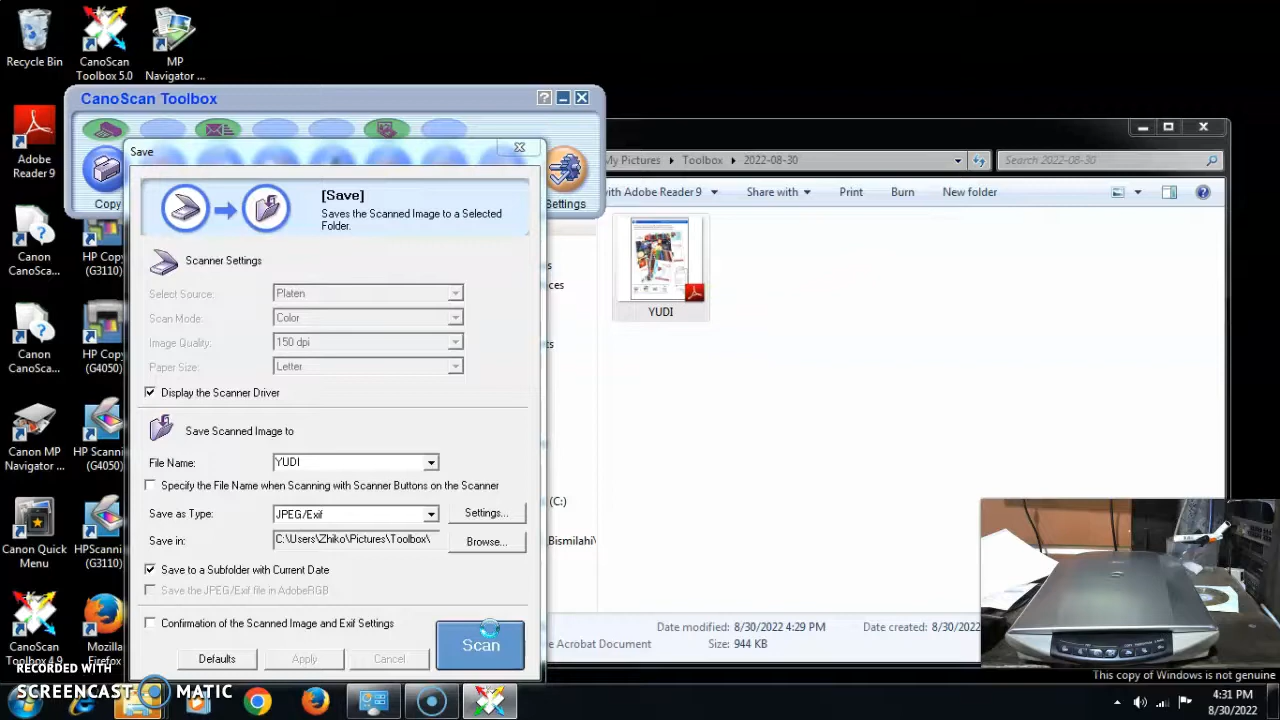 Recycle Bin
CanoScan
Toolbox 5.0
MP
Navigator ...
Adobe
Reader 9
Canon
CanoSca...
HP Copy
(G3110)
Canon
CanoSca...
HP Copy
(G4050)
Canon MP
Navigator ...
HP Scanni
(G4050)
Canon Quick
Menu
HPScanni
(G3110)
CanoScan
Toolbox 4.9
Mozilla
Firefox
CanoScan Toolbox
Copy
Settings
Save
[Save]
Saves the Scanned Image to a Selected
Folder.
Scanner Settings
Select Source: Platen
Scan Mode: Color
Image Quality: 150 dpi
Paper Size: Letter
Display the Scanner Driver
Save Scanned Image to
File Name: YUDI
Specify the File Name when Scanning with Scanner Buttons on the Scanner
Save as Type: JPEG/Exif Settings...
Save in: C:\Users\Zhiko\Pictures\Toolbox\ Browse...
Save to a Subfolder with Current Date
Save the JPEG/Exif file in AdobeRGB
Confirmation of the Scanned Image and Exif Settings
Defaults Apply Cancel Scan
My Pictures Toolbox 2022-08-30 Search 2022-08-30
with Adobe Reader 9 Share with Print Burn New folder
YUDI
s
ces
ts
(C:)
Bismilahi\
Date modified: 8/30/2022 4:29 PM Date created: 8/30/2022
e Acrobat Document Size: 944 KB
This copy of Windows is not genuine
RECORDED WITH
SCREENCAST MATIC
4:31 PM
8/30/2022